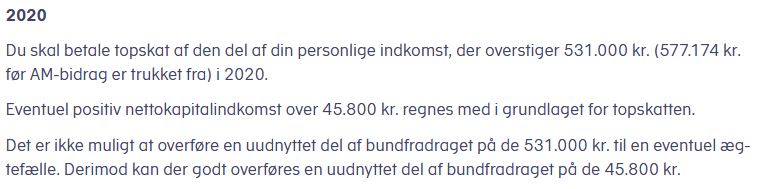 2020
Du skal betale topskat af den del af din personlige indkomst, der overstiger 531.000 kr. (577.174 kr.
før AM-bidrag er trukket fra) i 2020.
Eventuel positiv nettokapitalindkomst over 45.800 kr. regnes med i grundlaget for topskatten.
Det er ikke muligt at overføre en uudnyttet del af bundfradraget på de 531.000 kr. til en eventuel æg-
tefælle. Derimod kan der godt overføres en uudnyttet del af bundfradraget på de 45.800 kr.